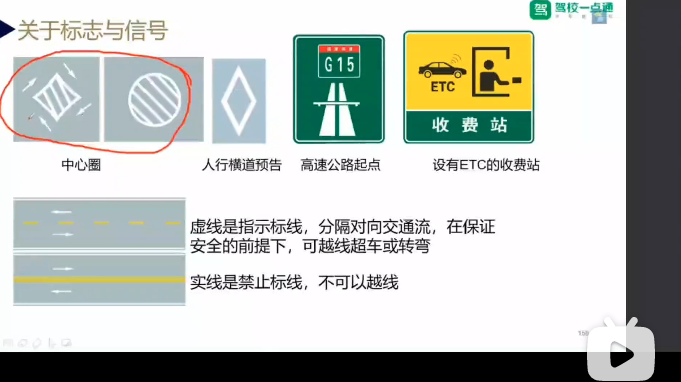 驾 驾校一点通
关于标志与信号
G15
ETC
收费站
中心圈
人行横道预告
高速公路起点
设有ETC的收费站
虚线是指示标线，分隔对向交通流，在保证
安全的前提下，可越线超车或转弯
实线是禁止标线，不可以越线